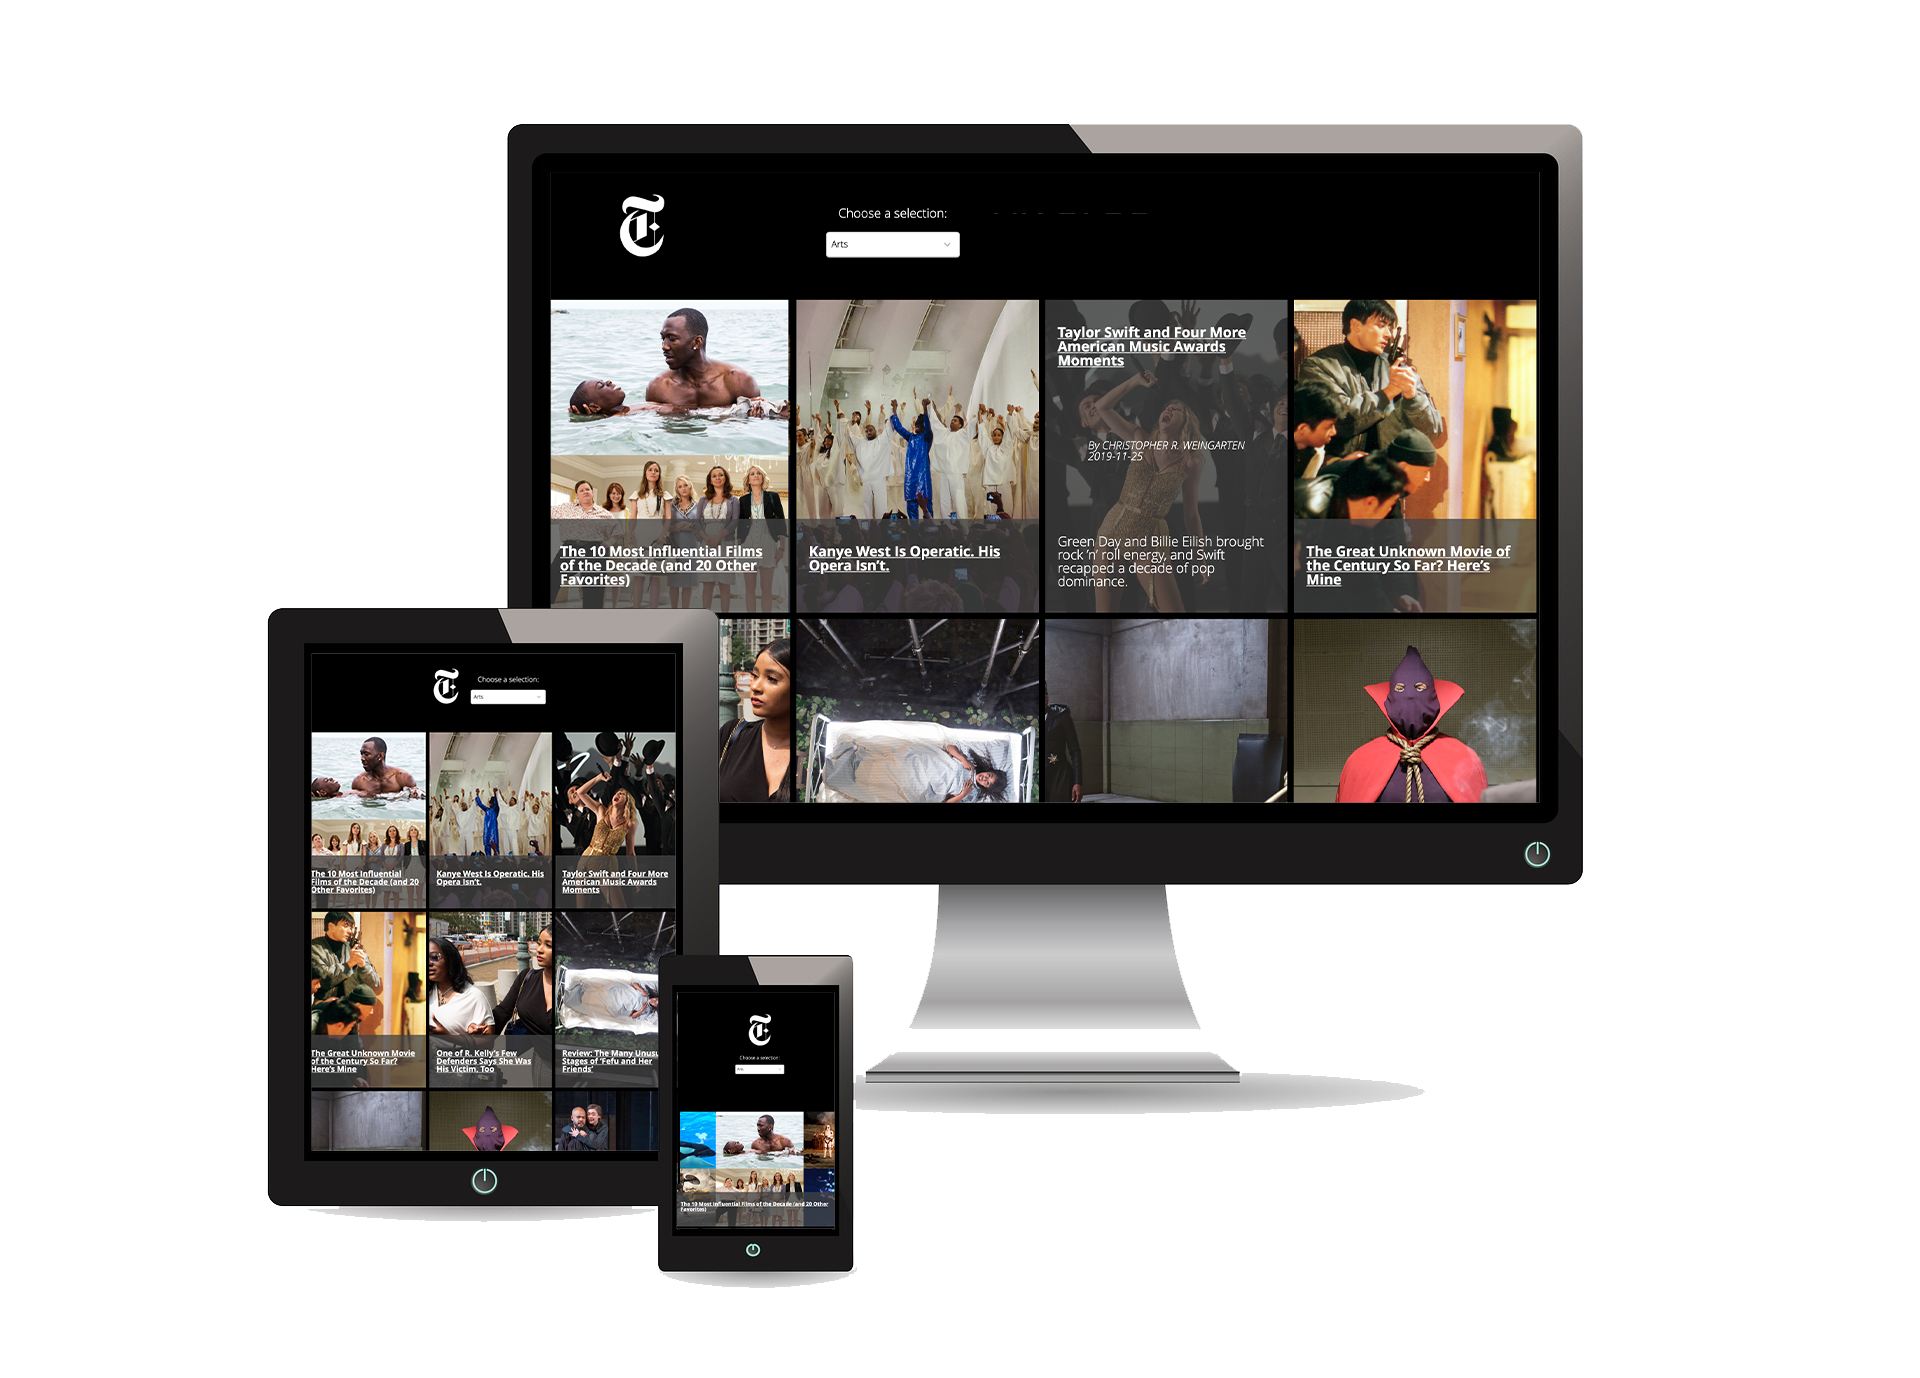 Choose a selection:
Arts
The 10 Most Influential Films
of the Decade (and 20 Other
Favorites)
Kanye West Is Operatic. His
Opera Isn't.
Taylor Swift and Four More
American Music Awards
Moments
By CHRISTOPHER R. WEINGARTEN
2019-11-25
Green Day and Billie Eilish brought
rock 'n' roll energy, and Swift
recapped a decade of pop
dominance.
The Great Unknown Movie of
the Century So Far? Here's
Mine
Choose a selection:
Arts
The 10 Most Influential
Films of the Decade (and 20
Other Favorites)
Kanye West Is Operatic. His
Opera Isn't.
Taylor Swift and Four More
American Music Awards
Moments
The Great Unknown Movie
of the Century So Far?
Here's Mine
One of R. Kelly's Few
Defenders Says She Was
His Victim, Too
Review: The Many Unusu
Stages of 'Fefu and Her
Friends'
Choose a selection:
Arts
The 10 Most Influential Films of the Decade (and 20 Other
Favorites)